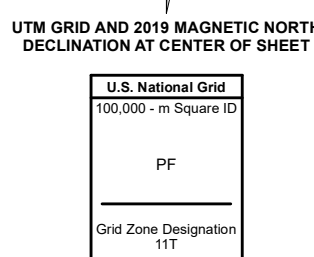 UTM GRID AND 2019 MAGNETIC NORTH
DECLINATION AT CENTER OF SHEET
U.S. National Grid
100,000 - m Square ID
PF
Grid Zone Designation
11T